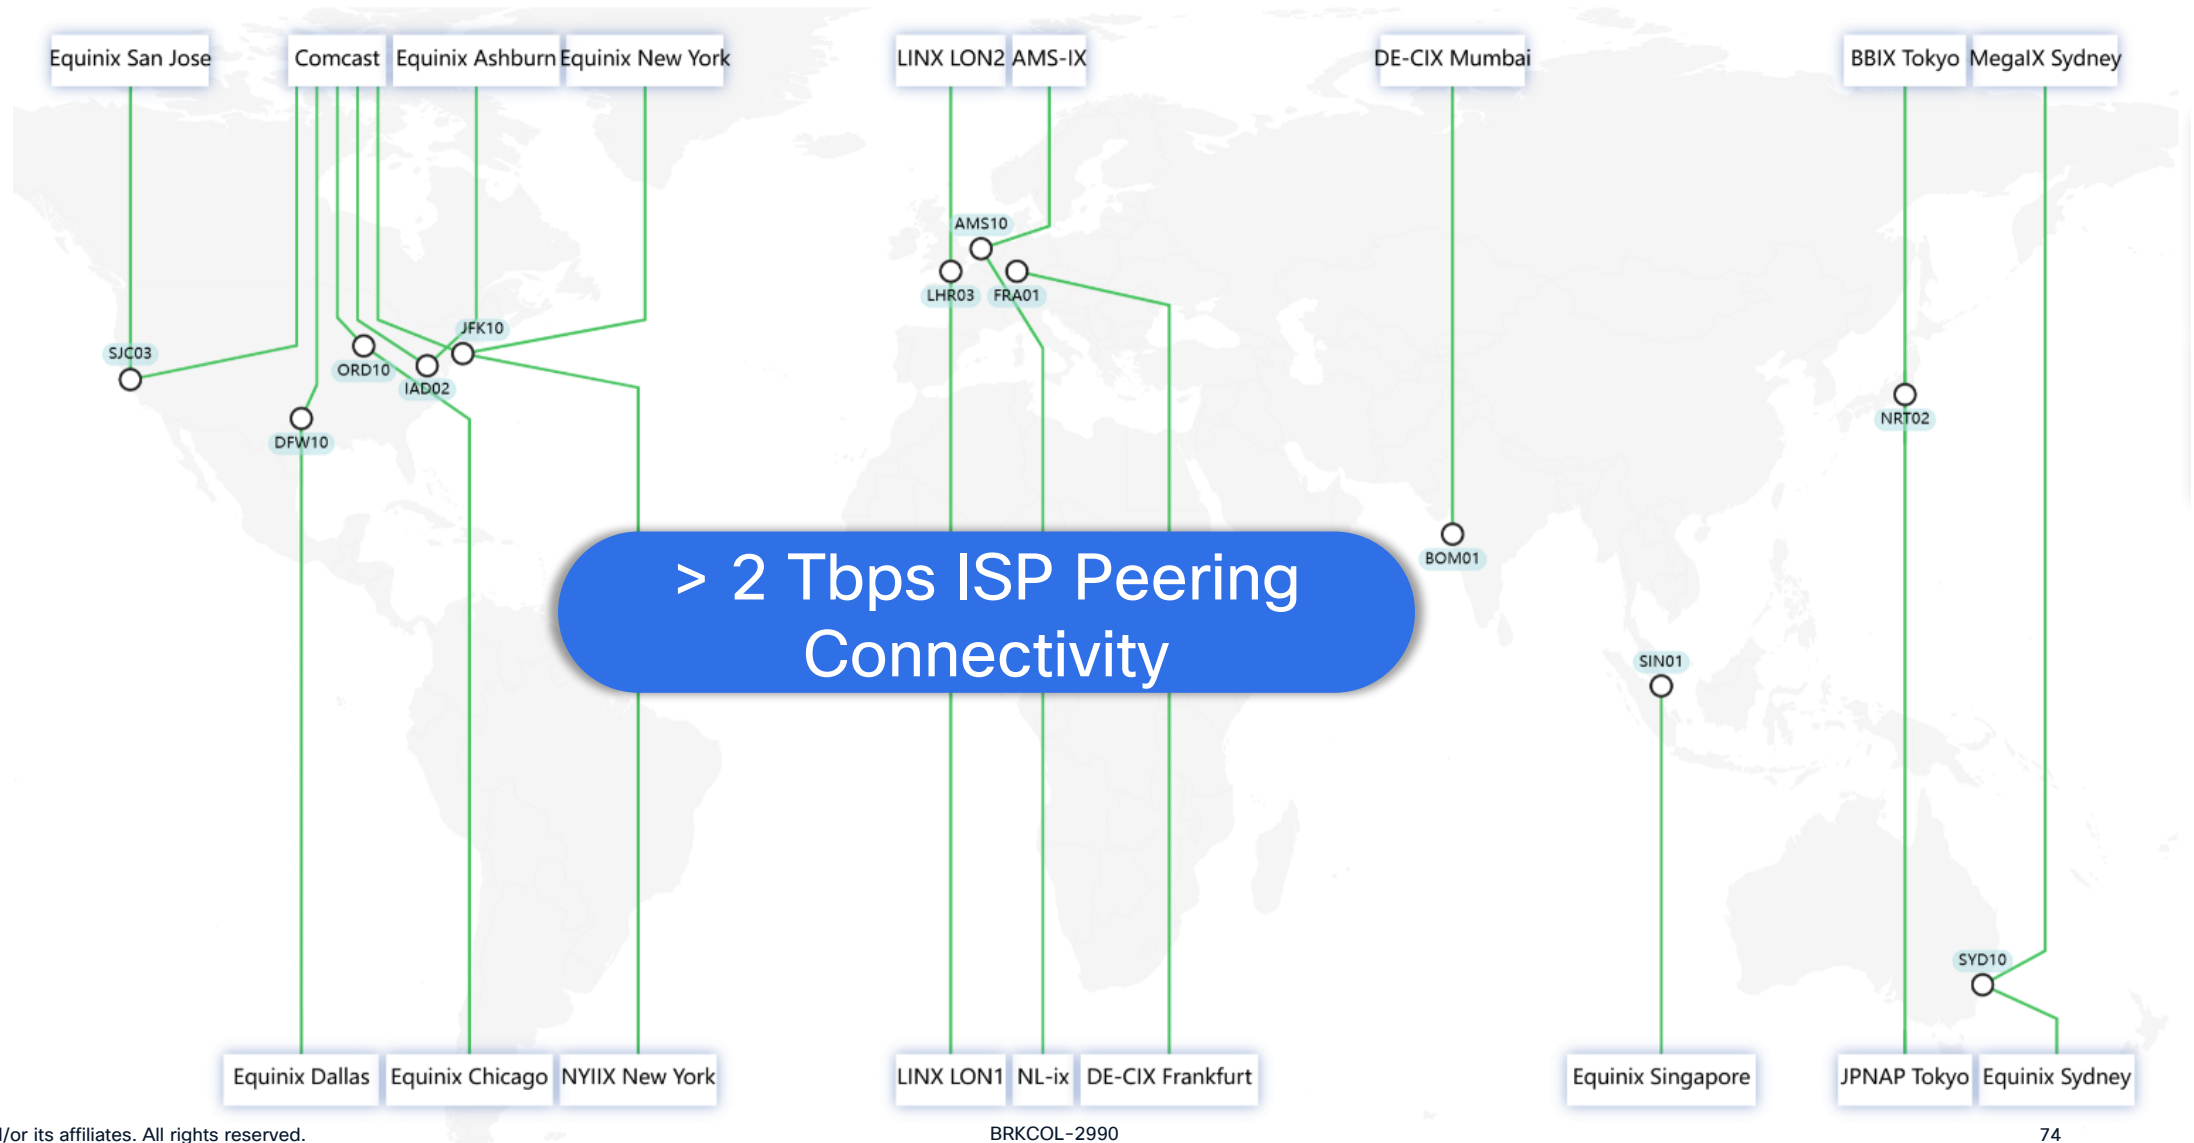 Equinix San Jose
Comcast
Equinix Ashburn
Equinix New York
LINX LON2
AMS-IX
DE-CIX Mumbai
BBIX Tokyo
MegaIX Sydney
AMS10
LHR03
FRA01
JFK10
SJC03
ORD10
IAD02
DFW10
NRT02
> 2 Tbps ISP Peering
Connectivity
BOM01
SIN01
SYD10
Equinix Dallas
Equinix Chicago
NYIIX New York
LINX LON1
NL-ix
DE-CIX Frankfurt
Equinix Singapore
JPNAP Tokyo
Equinix Sydney
/or its affiliates. All rights reserved.
BRKCOL-2990
74